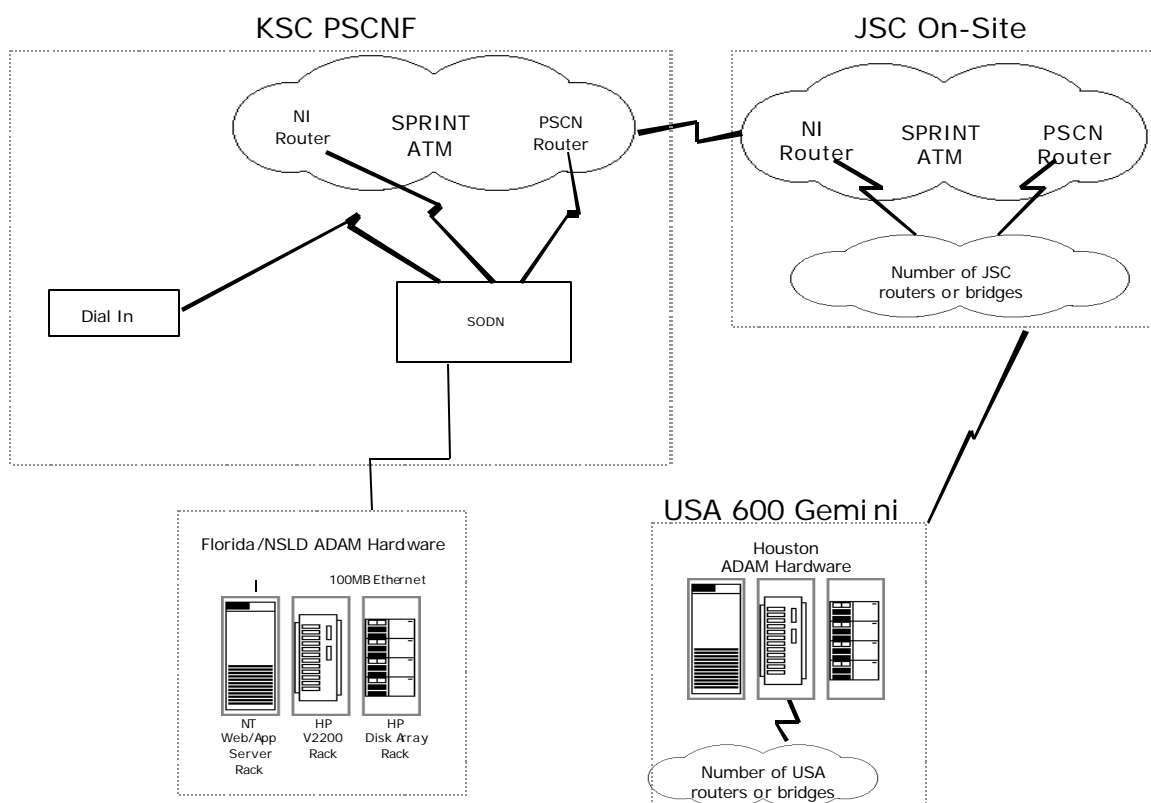 KSC PSCNF
JSC On-Site
NI
Router
SPRINT
ATM
PSCN
Router
NI
Router
SPRINT
ATM
PSCN
Router
Number of JSC
routers or bridges
Dial In
SODN
USA 600 Gemini
Florida/NSLD ADAM Hardware
100MB Ethernet
NT
Web/App
Server
Rack
HP
V2200
Rack
HP
Disk Array
Rack
Houston
ADAM Hardware
Number of USA
routers or bridges